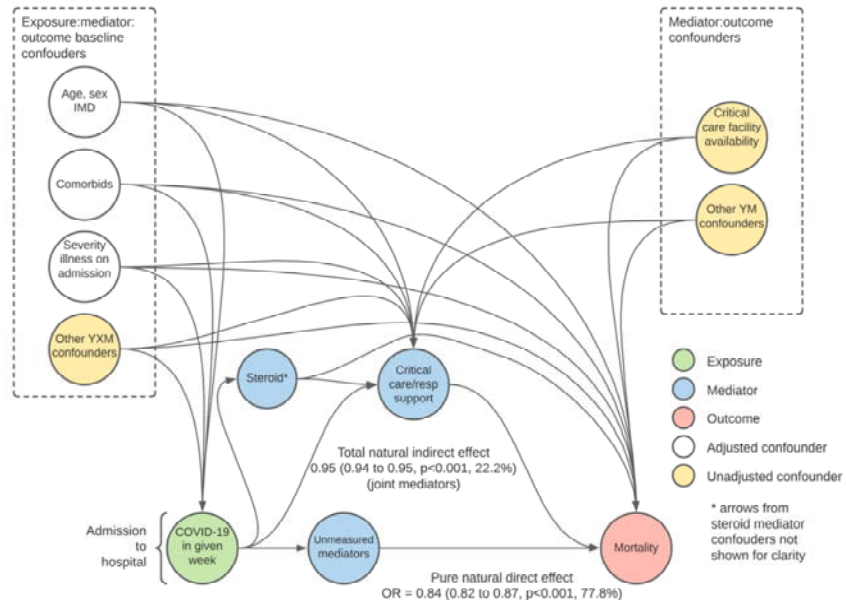 Exposure:mediator:
outcome baseline
confouders
Age, sex
IMD
Comorbids
Severity
illness on
admission
Other YXM
confounders
Mediator:outcome
confounders
Critical
care facility
availability
Other YM
confounders
Steroid*
Critical
care/resp
support
Exposure
Mediator
Outcome
Adjusted confounder
Unadjusted confounder
* arrows from
steroid mediator
confouders not
shown for clarity
Total natural indirect effect
0.95 (0.94 to 0.95, p<0.001, 22.2%)
(joint mediators)
Admission
to
hospital
COVID-19
in given
week
Unmeasured
mediators
Mortality
Pure natural direct effect
OR = 0.84 (0.82 to 0.87, p<0.001, 77.8%)